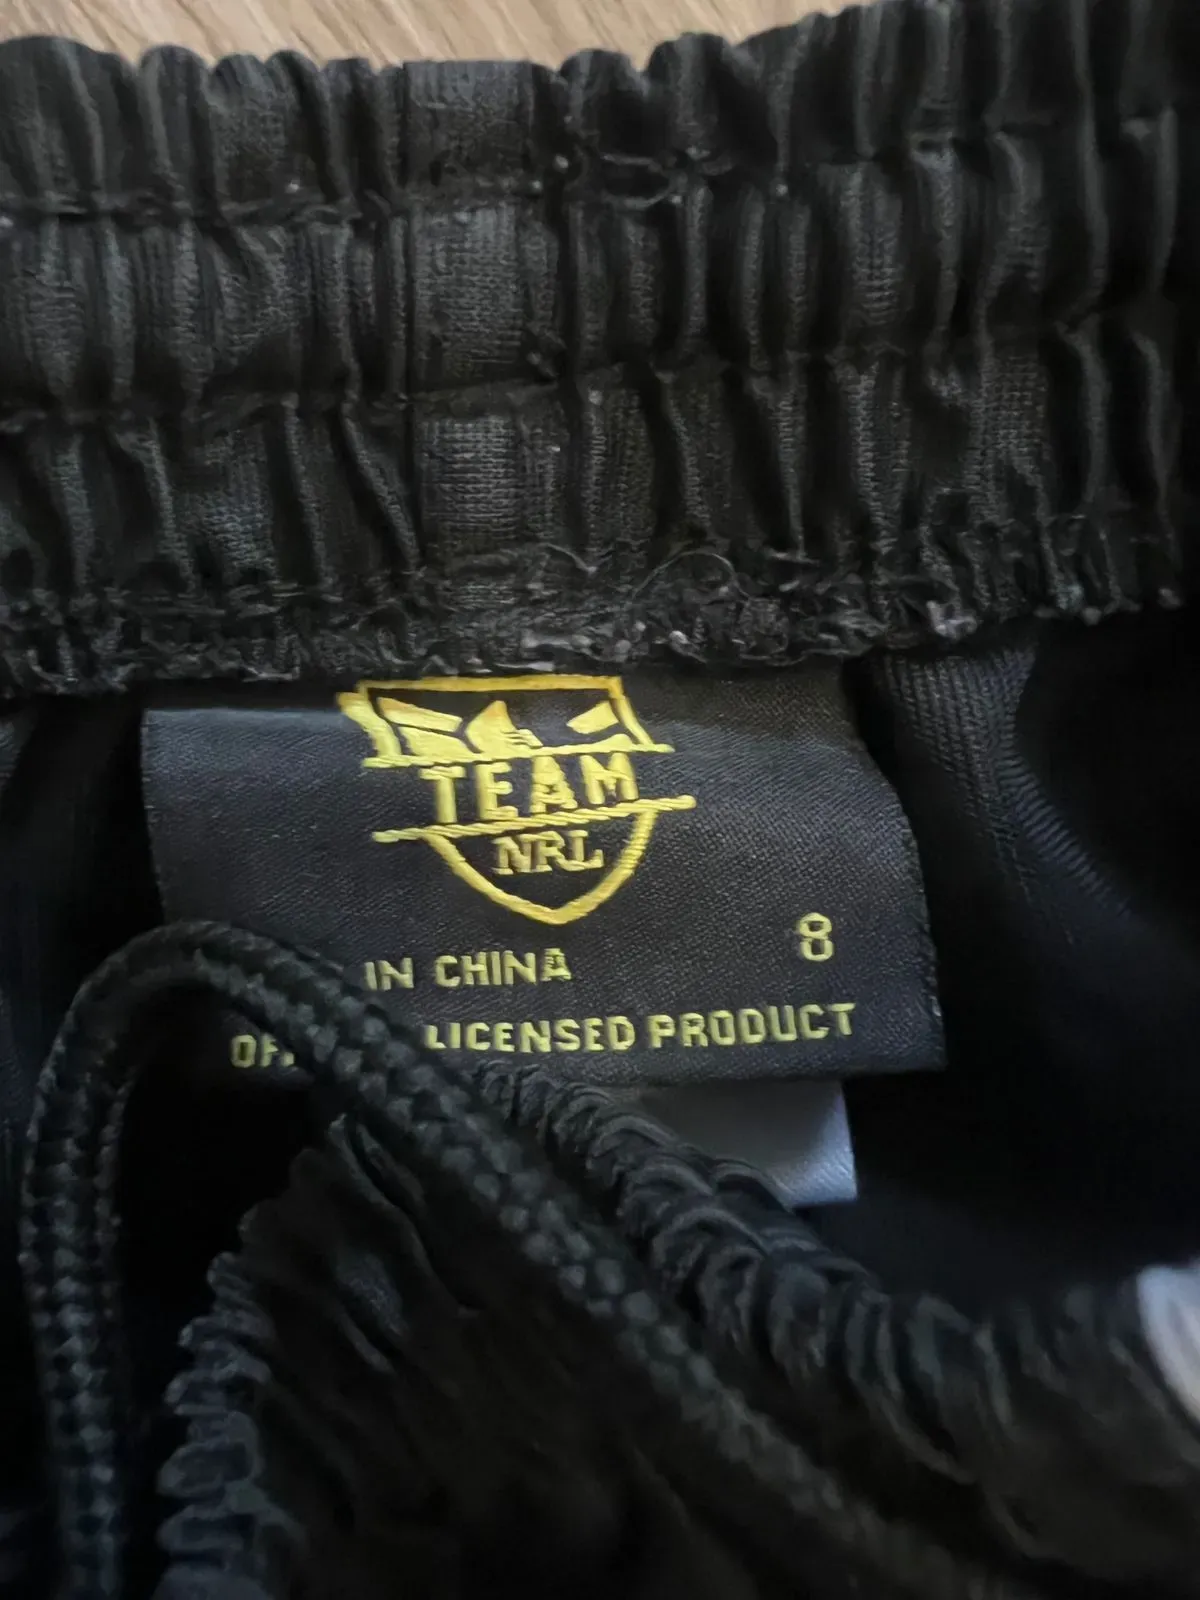 TEAM
NRL
IN CHINA
8
LICENSED PRODUCT